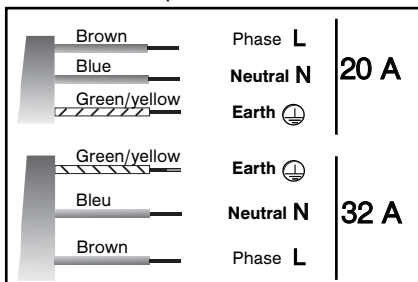 Brown Phase L
Blue Neutral N 20 A
Green/yellow Earth
Green/yellow Earth
Bleu Neutral N 32 A
Brown Phase L